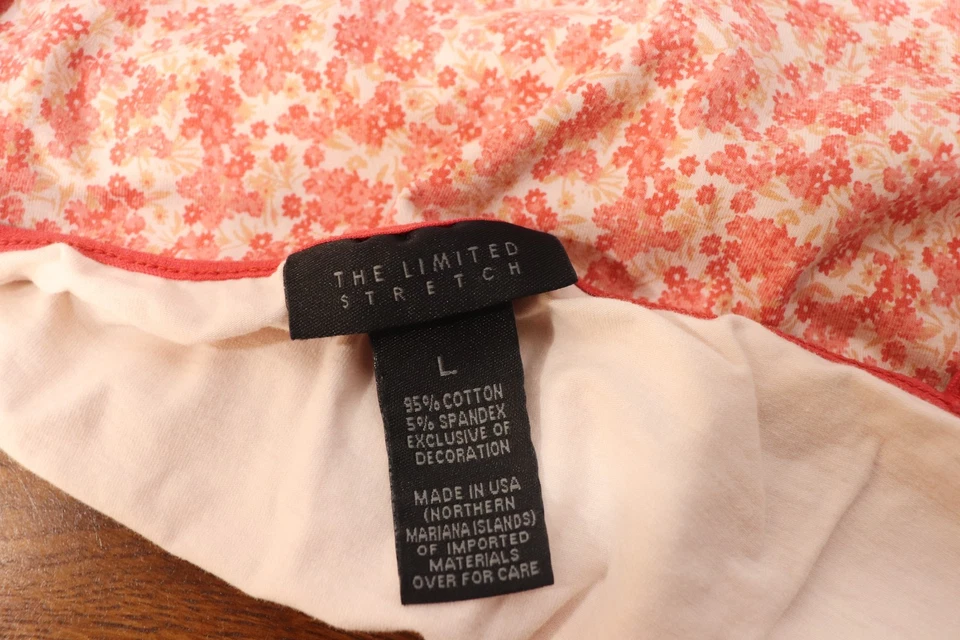 THE LIMITED
STRETCH
L
95% COTTON
5% SPANDEX
EXCLUSIVE OF
DECORATION
MADE IN USA
(NORTHERN
MARIANA ISLANDS)
OF IMPORTED
MATERIALS
OVER FOR CARE